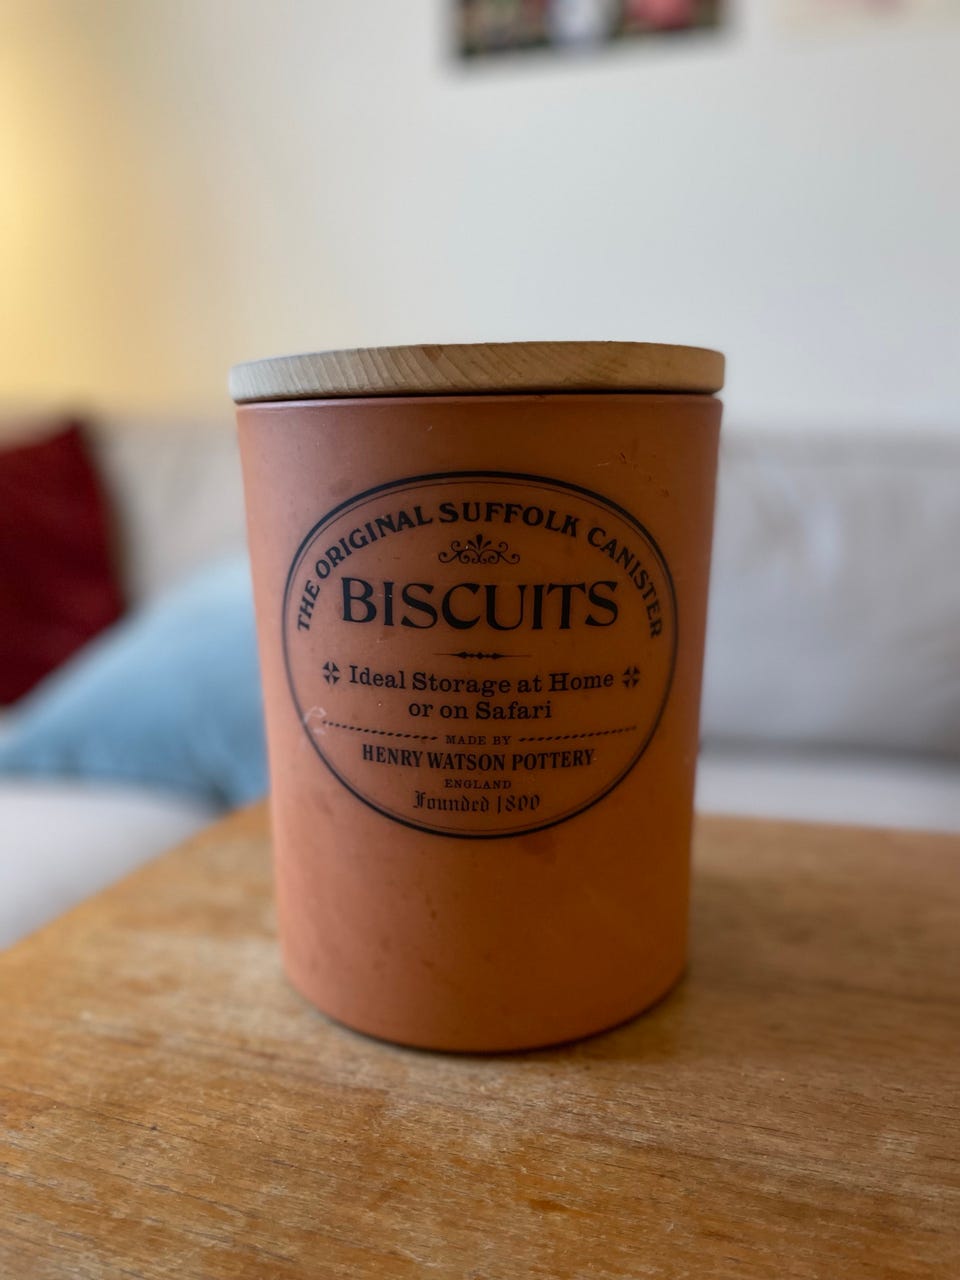 THE ORIGINAL SUFFOLK CANISTER
BISCUITS
Ideal Storage at Home
or on Safari
MADE BY
HENRY WATSON POTTERY
ENGLAND
Founded 1800